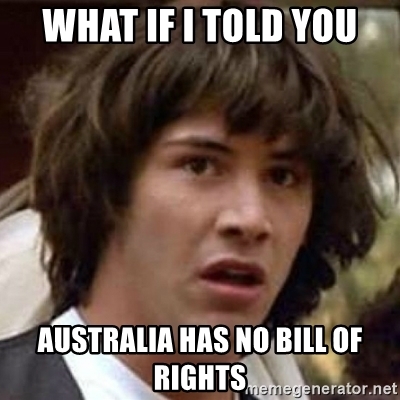 WHAT IF I TOLD YOU
AUSTRALIA HAS NO BILL OF
RIGHTS
memegenerator.net